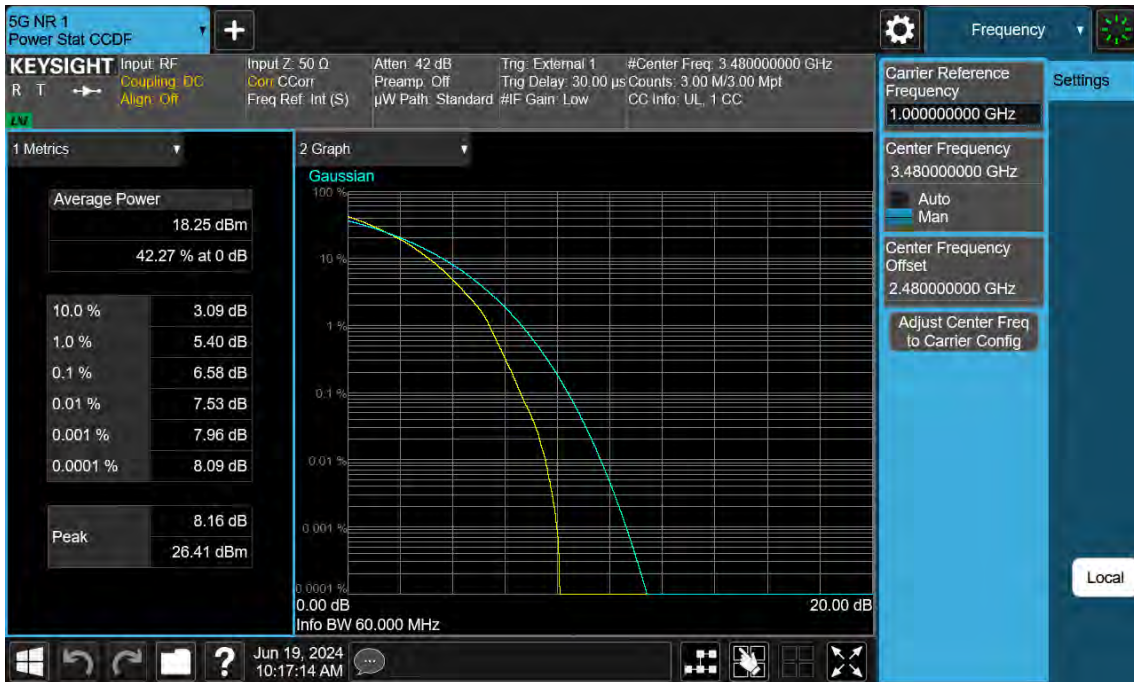 5G NR 1
Power Stat CCDF
Frequency
KEYSIGHT
R T
LNI
Input: RF
Coupling: DC
Align: Off
Input Z: 50 Ω
Corr CCorr
Freq Ref: Int (S)
Atten: 42 dB
Preamp: Off
µW Path: Standard
Trig: External 1
Trig Delay: 30.00 µs
#IF Gain: Low
#Center Freq: 3.480000000 GHz
Counts: 3.00 M/3.00 Mpt
CC Info: UL, 1 CC
1 Metrics
Average Power
18.25 dBm
42.27 % at 0 dB
10.0 % 3.09 dB
1.0 % 5.40 dB
0.1 % 6.58 dB
0.01 % 7.53 dB
0.001 % 7.96 dB
0.0001 % 8.09 dB
Peak
8.16 dB
26.41 dBm
2 Graph
Gaussian
100 %
10 %
1 %
0.1 %
0.01 %
0.001 %
0.0001 %
0.00 dB 20.00 dB
Info BW 60.000 MHz
Carrier Reference
Frequency
1.000000000 GHz
Center Frequency
3.480000000 GHz
Auto
Man
Center Frequency
Offset
2.480000000 GHz
Adjust Center Freq
to Carrier Config
Settings
Local
Jun 19, 2024
10:17:14 AM